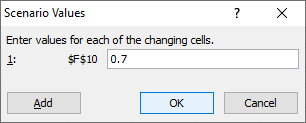 Scenario Values ? ×
Enter values for each of the changing cells.
1: $F$10 0.7
Add OK Cancel